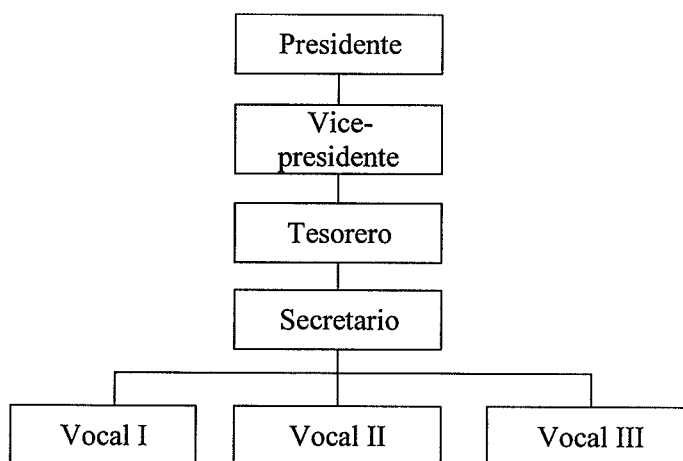 Presidente
Vice-
presidente
Tesorero
Secretario
Vocal I
Vocal II
Vocal III